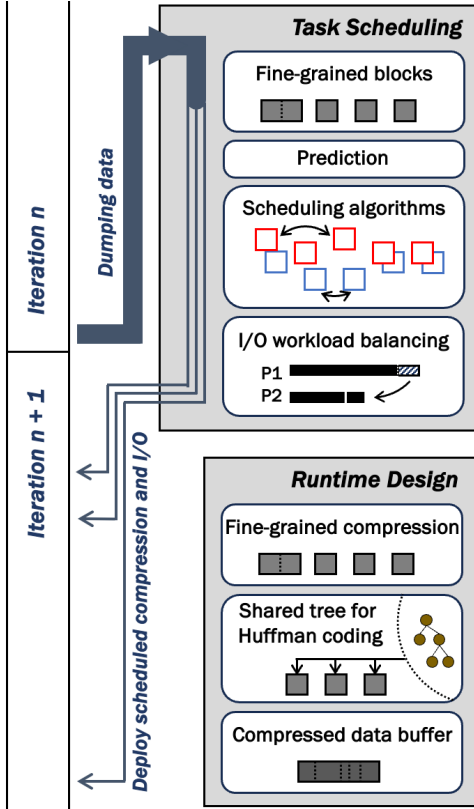 Iteration n
Iteration n + 1
Dumping data
Deploy scheduled compression and I/O
Task Scheduling
Fine-grained blocks
Prediction
Scheduling algorithms
I/O workload balancing
P1
P2
Runtime Design
Fine-grained compression
Shared tree for
Huffman coding
Compressed data buffer